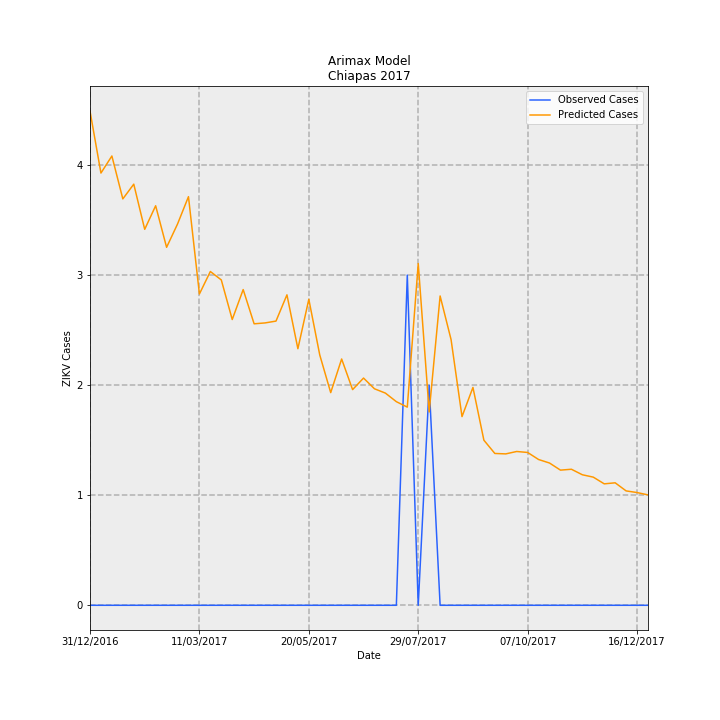 Arimax Model
Chiapas 2017
Observed Cases
Predicted Cases
ZIKV Cases
4
3
2
1
0
31/12/2016
11/03/2017
20/05/2017
29/07/2017
07/10/2017
16/12/2017
Date